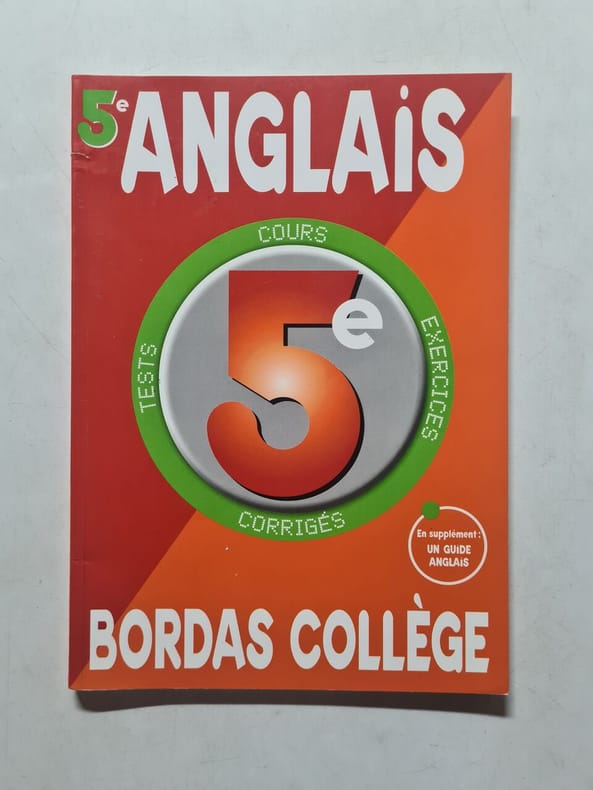 5e ANGLAiS
COURS
TESTS
5e
EXERCICES
CORRIGÉS
En supplément :
UN GUiDE
ANGLAiS
BORDAS COLLÈGE